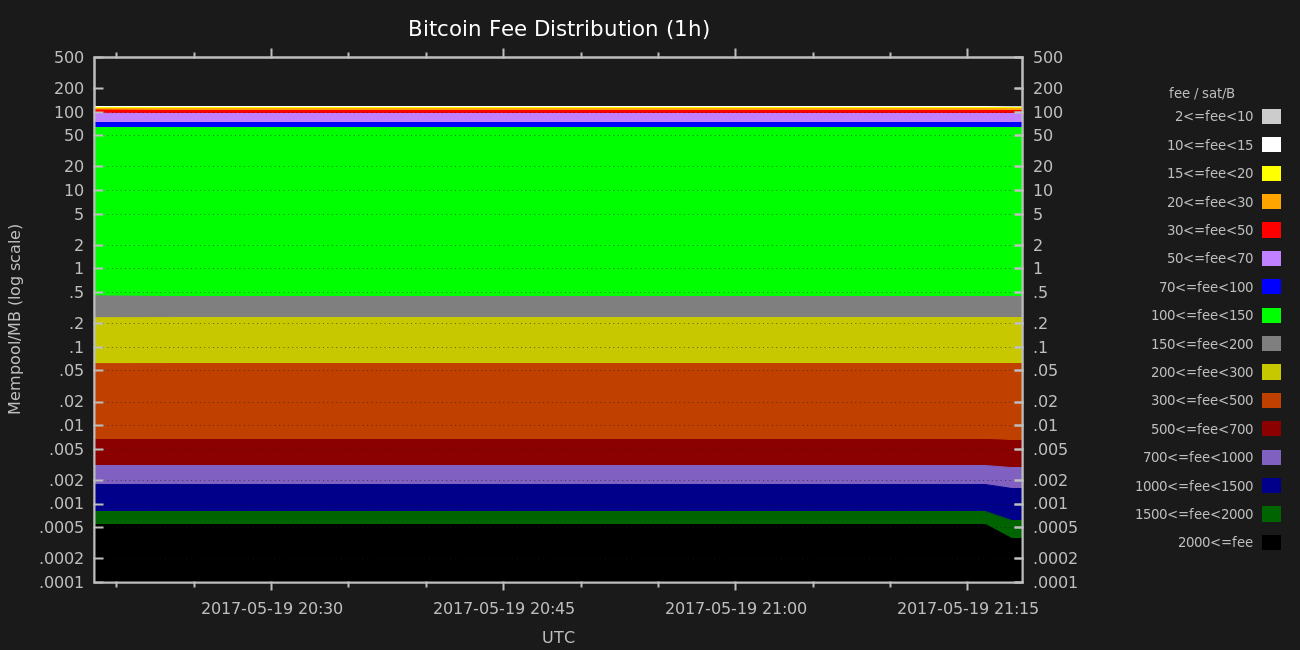 Bitcoin Fee Distribution (1h)
500
200
100
50
20
10
5
2
1
.5
.2
.1
.05
.02
.01
.005
.002
.001
.0005
.0002
.0001
Mempool/MB (log scale)
500
200
100
50
20
10
5
2
1
.5
.2
.1
.05
.02
.01
.005
.002
.001
.0005
.0002
.0001
2017-05-19 20:30 2017-05-19 20:45 2017-05-19 21:00 2017-05-19 21:15
UTC
fee / sat/B
2<=fee<10
10<=fee<15
15<=fee<20
20<=fee<30
30<=fee<50
50<=fee<70
70<=fee<100
100<=fee<150
150<=fee<200
200<=fee<300
300<=fee<500
500<=fee<700
700<=fee<1000
1000<=fee<1500
1500<=fee<2000
2000<=fee